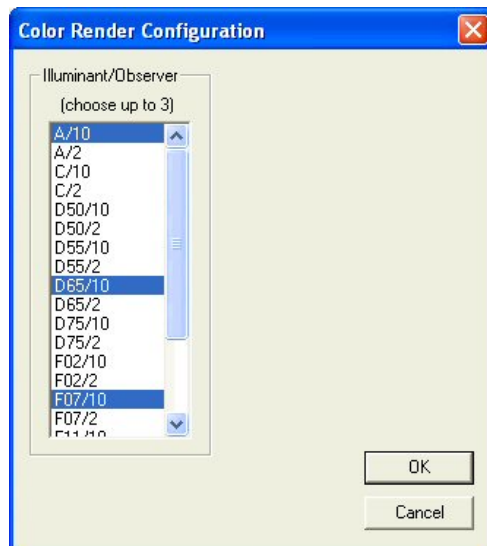 Color Render Configuration
Illuminant/Observer
(choose up to 3)
A/10
A/2
C/10
C/2
D50/10
D50/2
D55/10
D55/2
D65/10
D65/2
D75/10
D75/2
F02/10
F02/2
F07/10
F07/2
F11/10
OK
Cancel